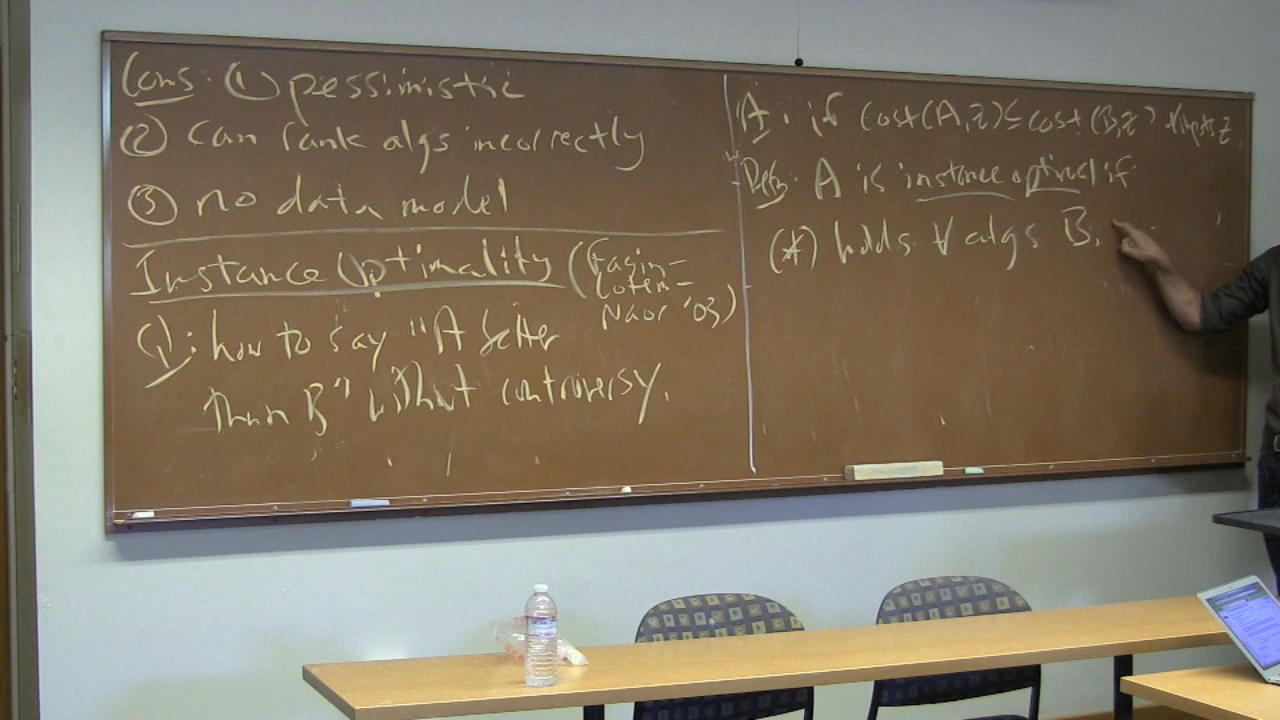 Cons: ① pessimistic
② can rank algs incorrectly
③ no data model
Instance Optimality (Fagin-
Lotem-
Naor '03)
Q: how to say "A better
than B" without controversy.
A: if cost(A,z) ≤ cost(B,z) ∀ inputs z.
Defn: A is instance optimal if
(*) holds ∀ algs B.